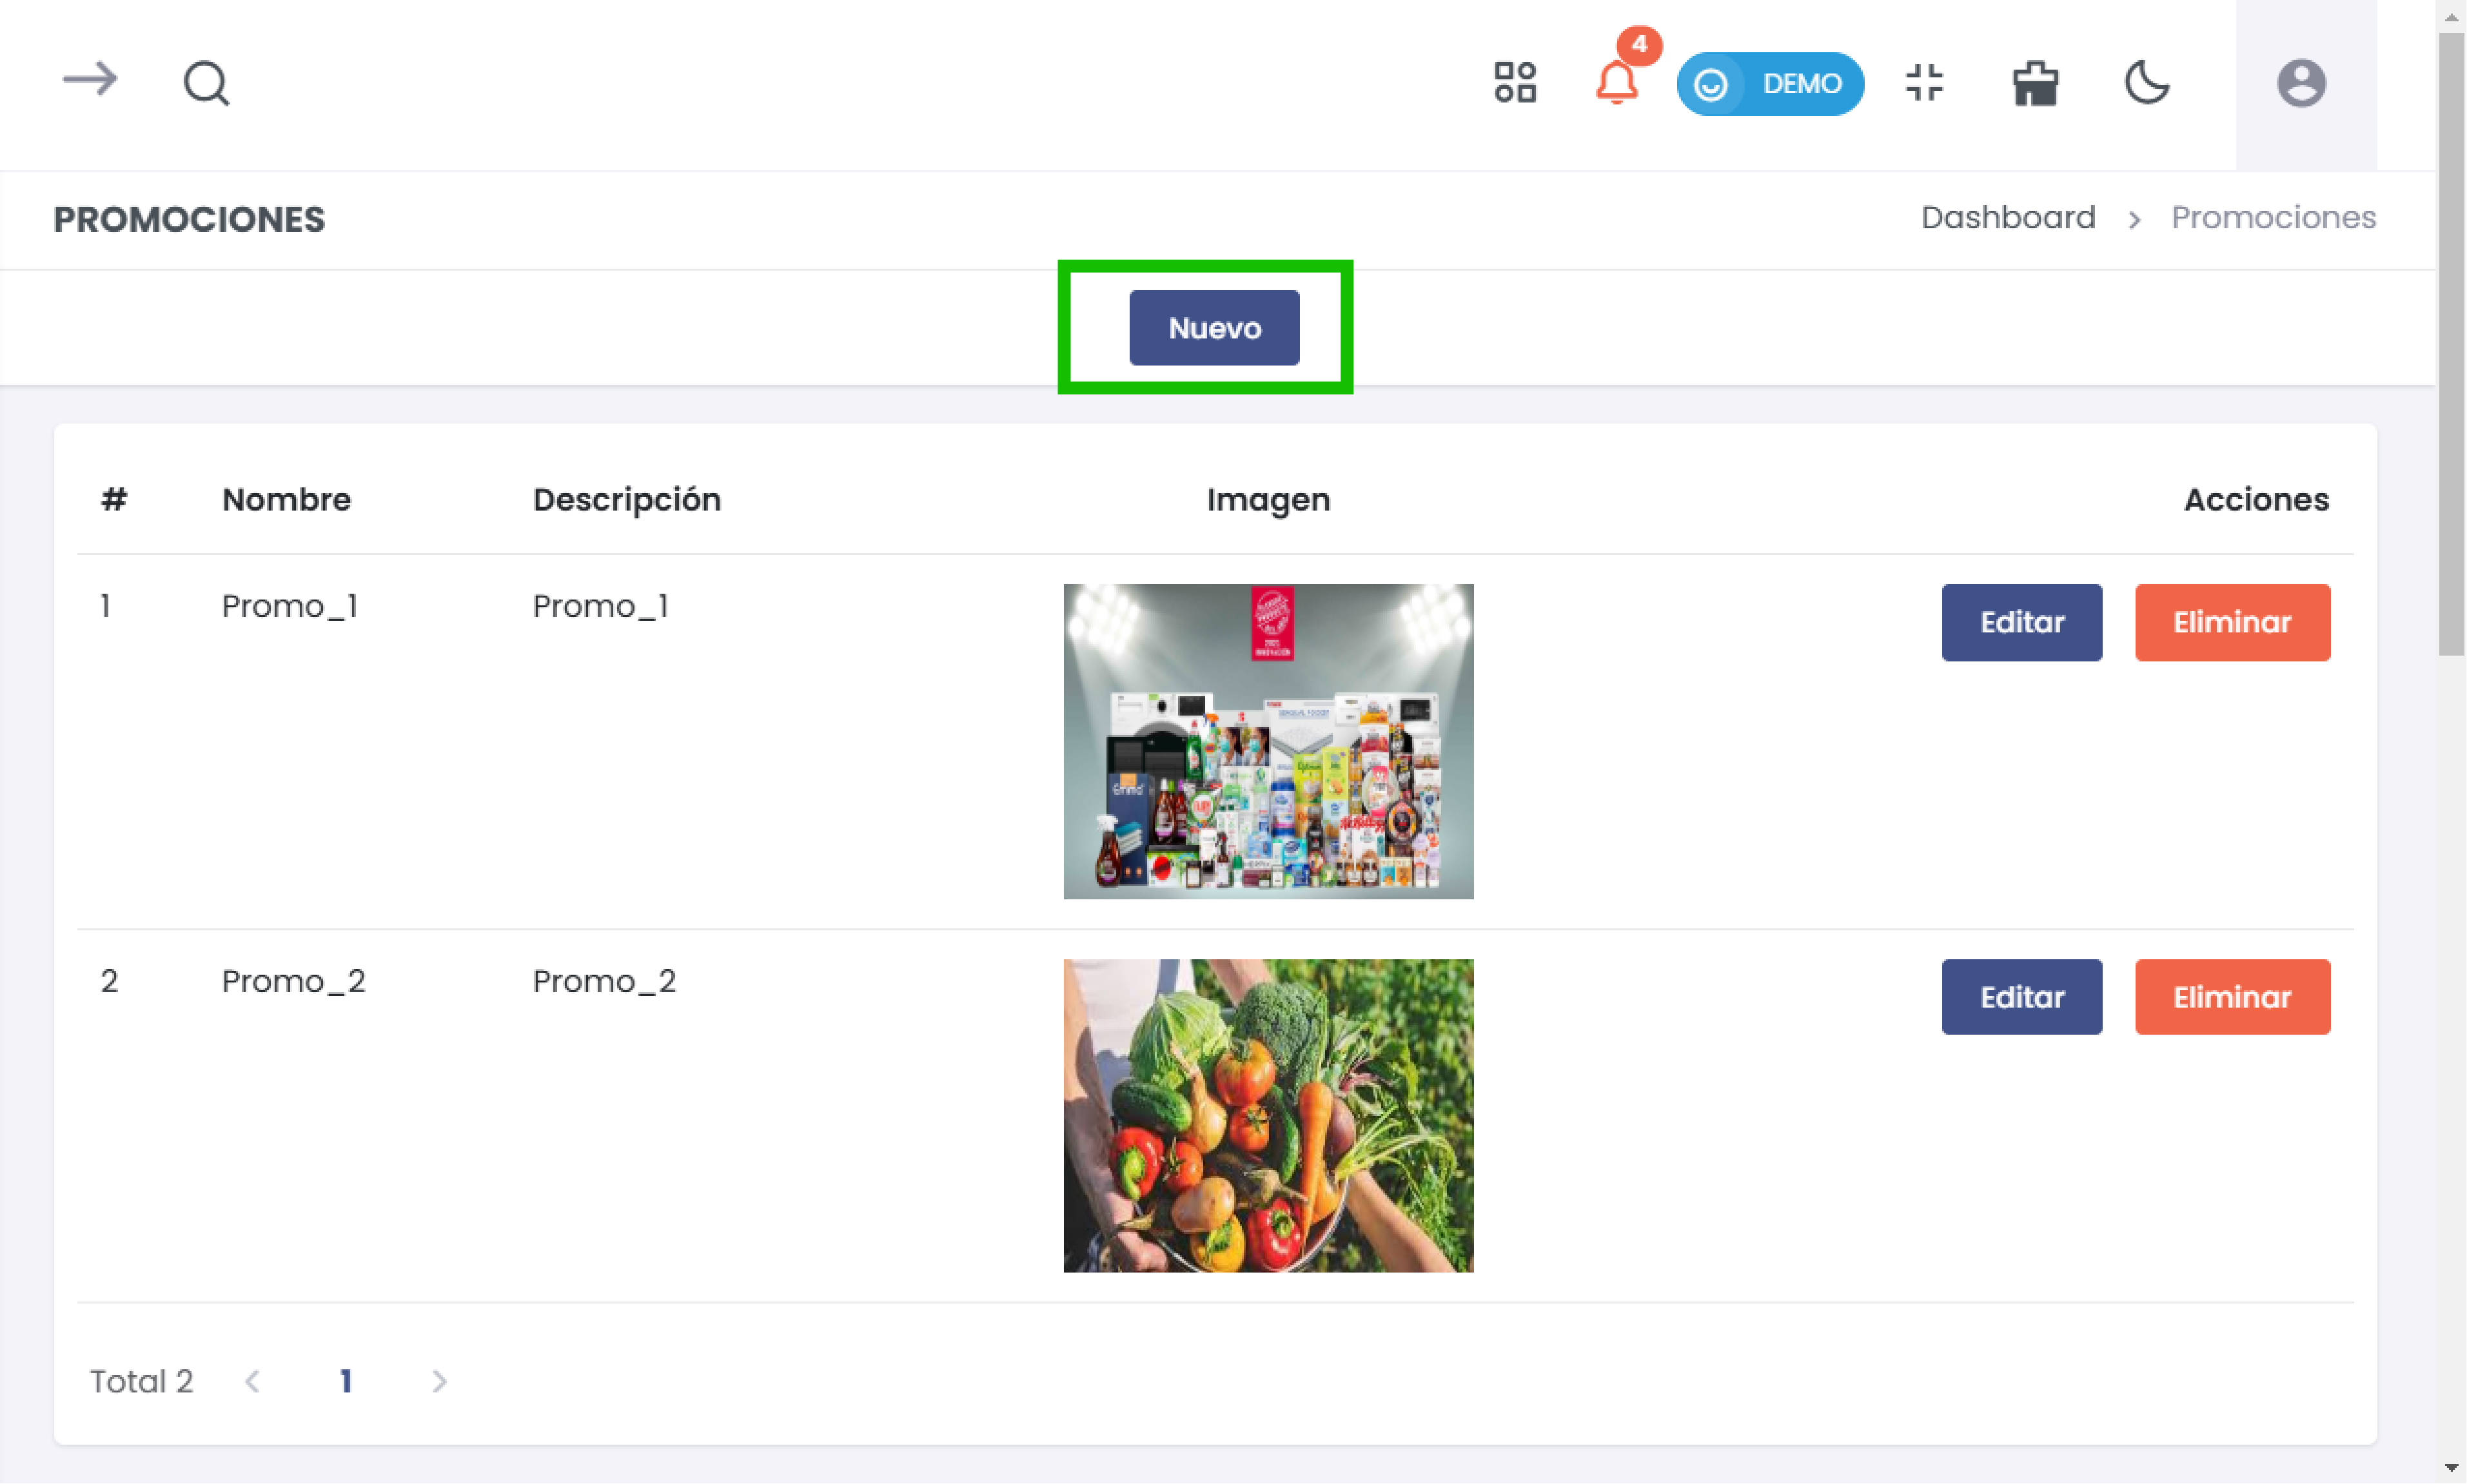 4
DEMO
PROMOCIONES
Dashboard > Promociones
Nuevo
# Nombre Descripción Imagen Acciones
1 Promo_1 Promo_1 Editar Eliminar
Emma
2 Promo_2 Promo_2 Editar Eliminar
Total 2 < 1 >